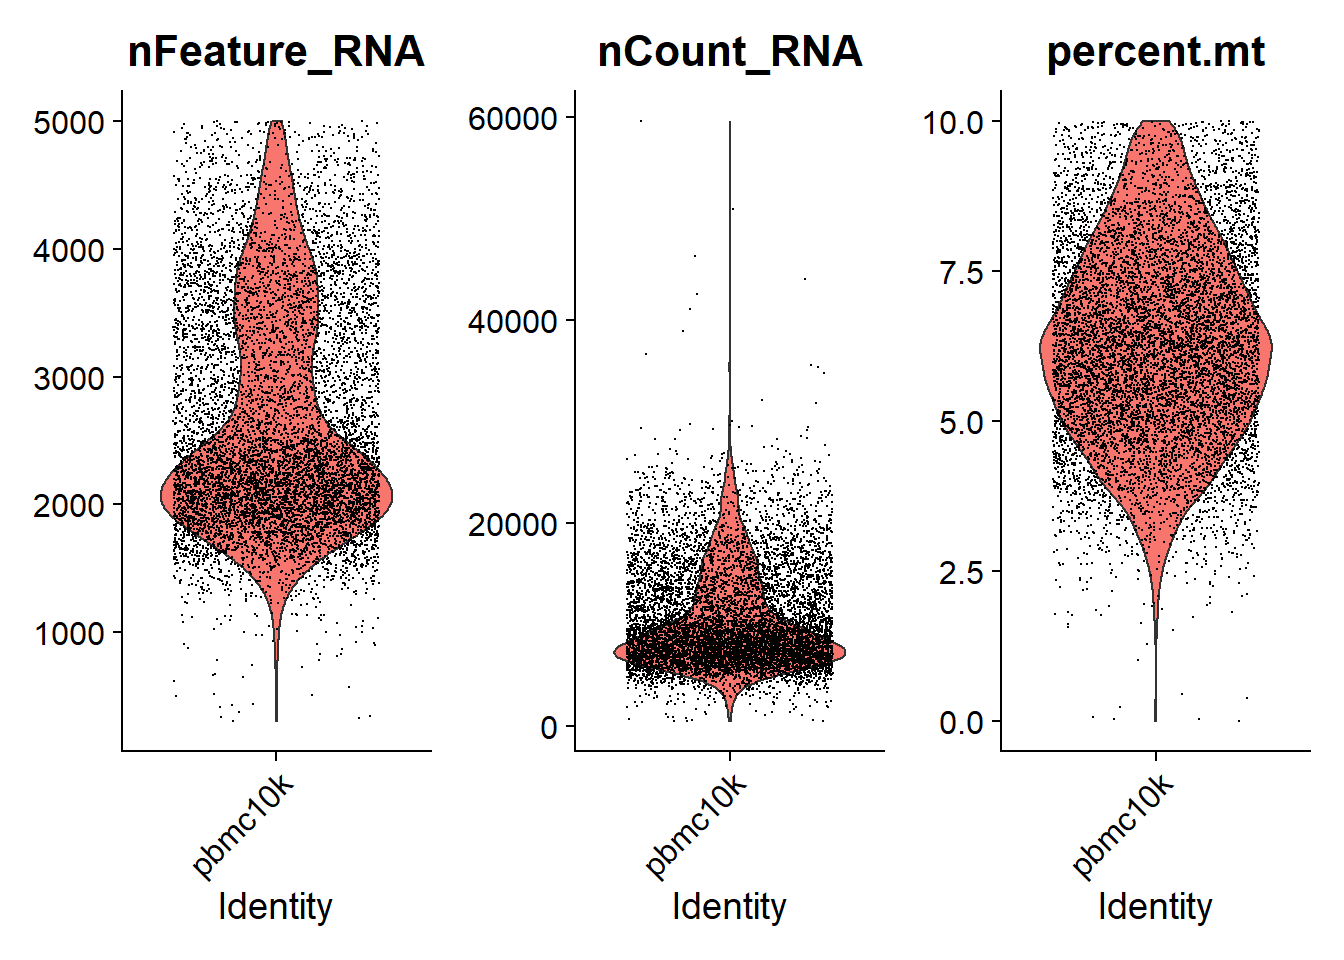 nFeature_RNA
5000
4000
3000
2000
1000
pbmc10k
Identity
nCount_RNA
60000
40000
20000
0
pbmc10k
Identity
percent.mt
10.0
7.5
5.0
2.5
0.0
pbmc10k
Identity